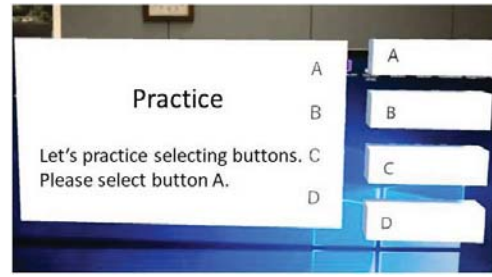 Practice
Let's practice selecting buttons.
Please select button A.
A
B
C
D
A
B
C
D